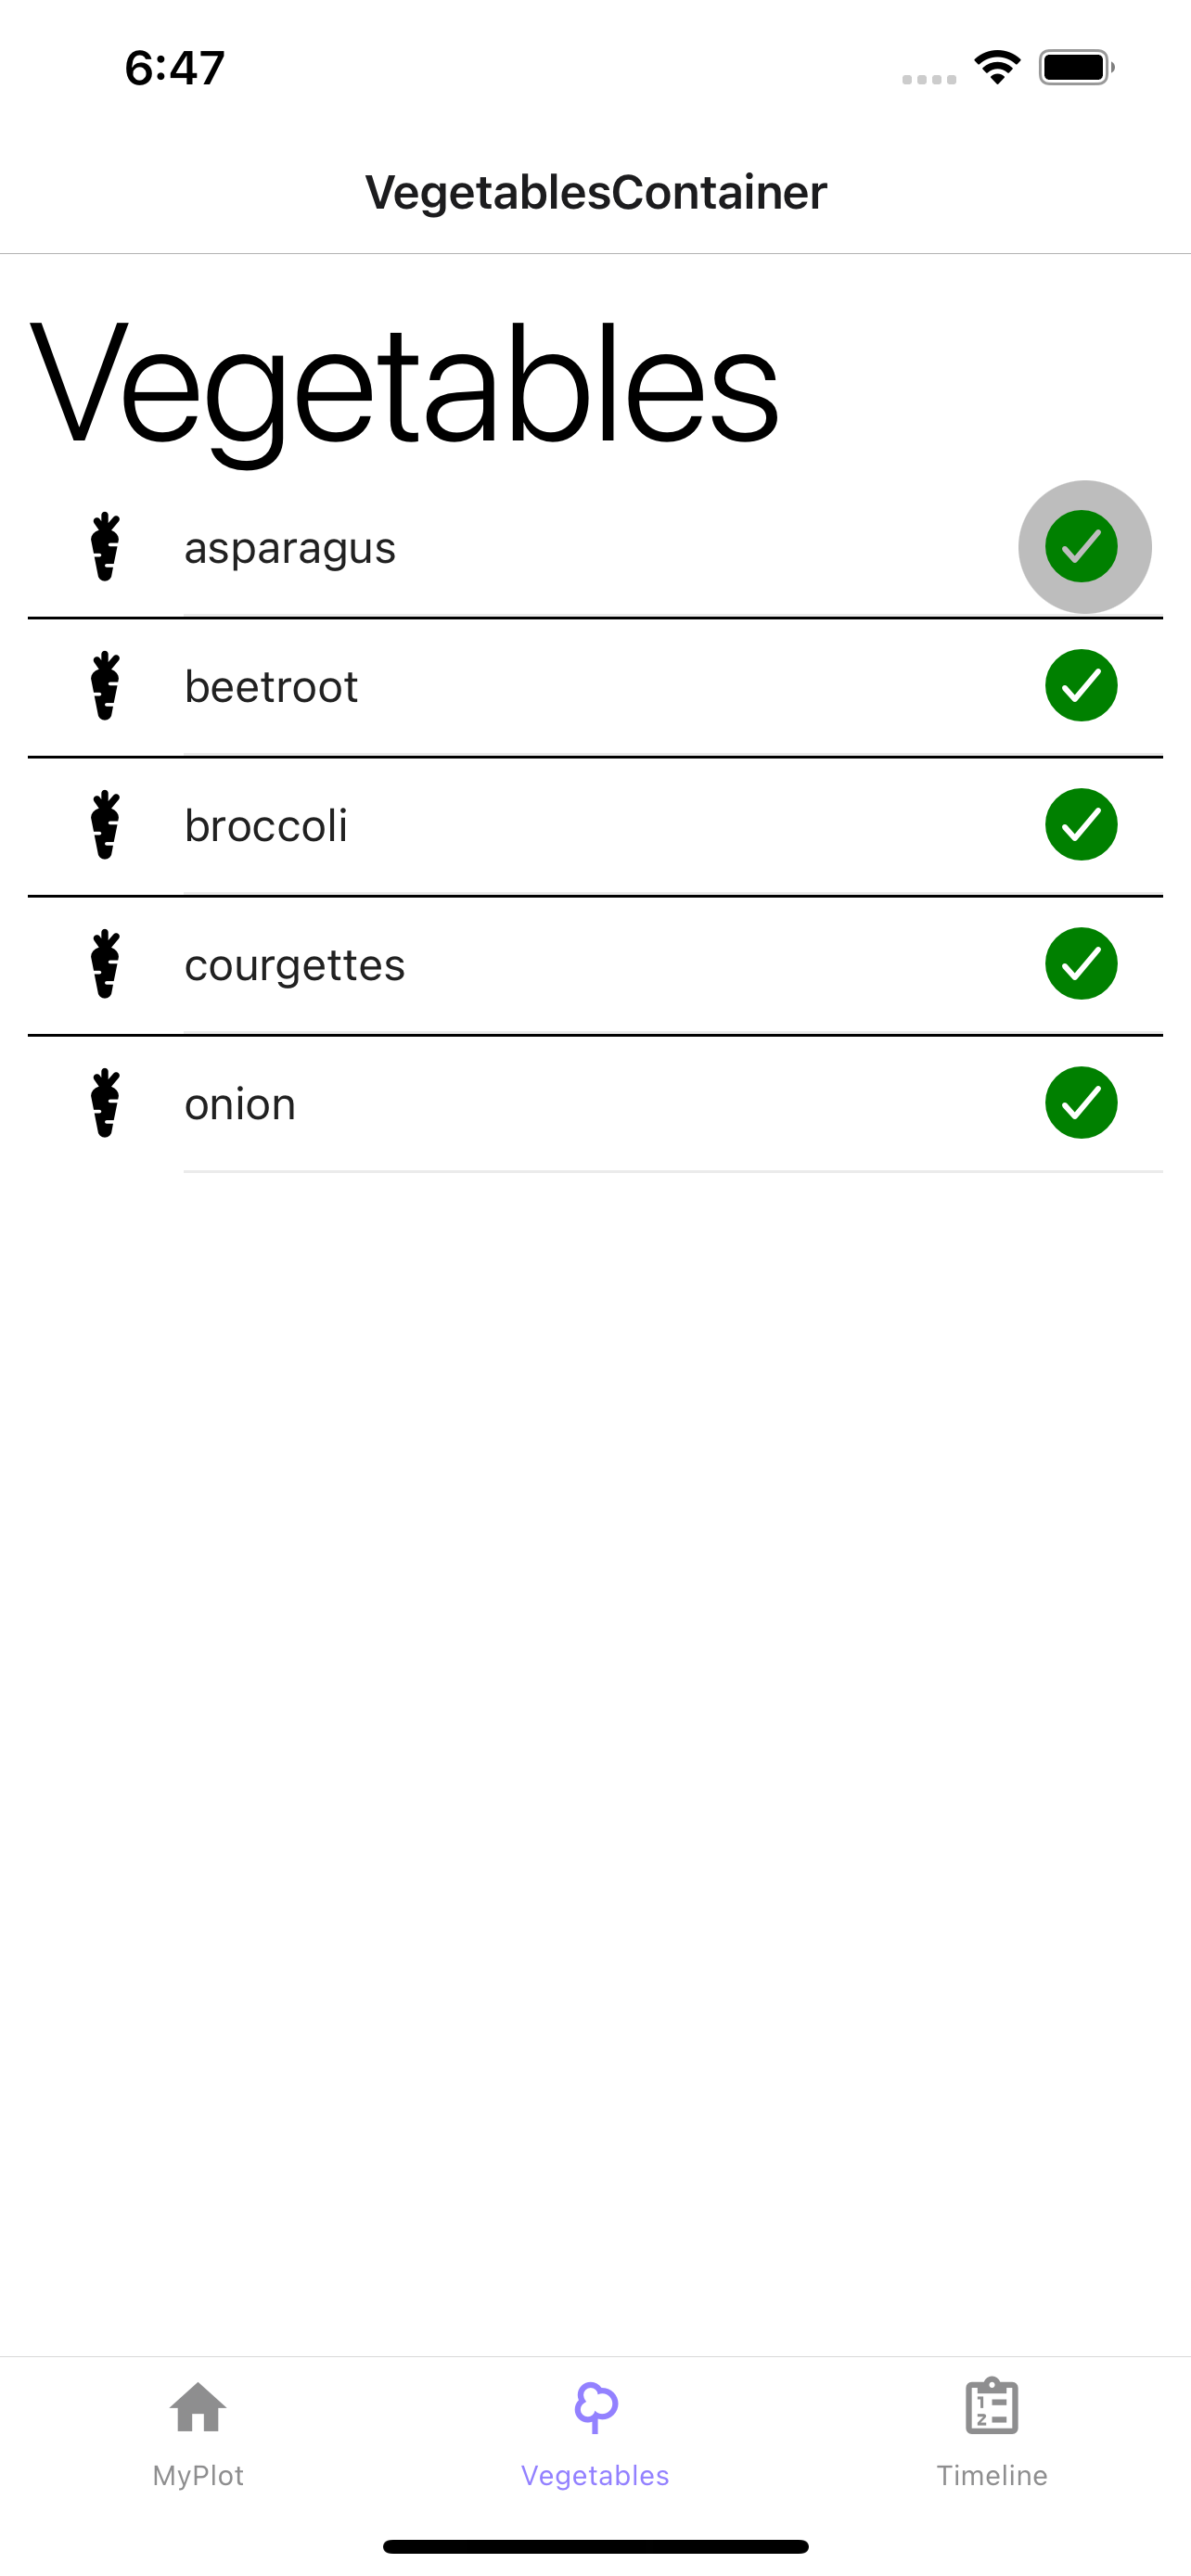 6:47
VegetablesContainer
Vegetables
asparagus
beetroot
broccoli
courgettes
onion
MyPlot
Vegetables
Timeline